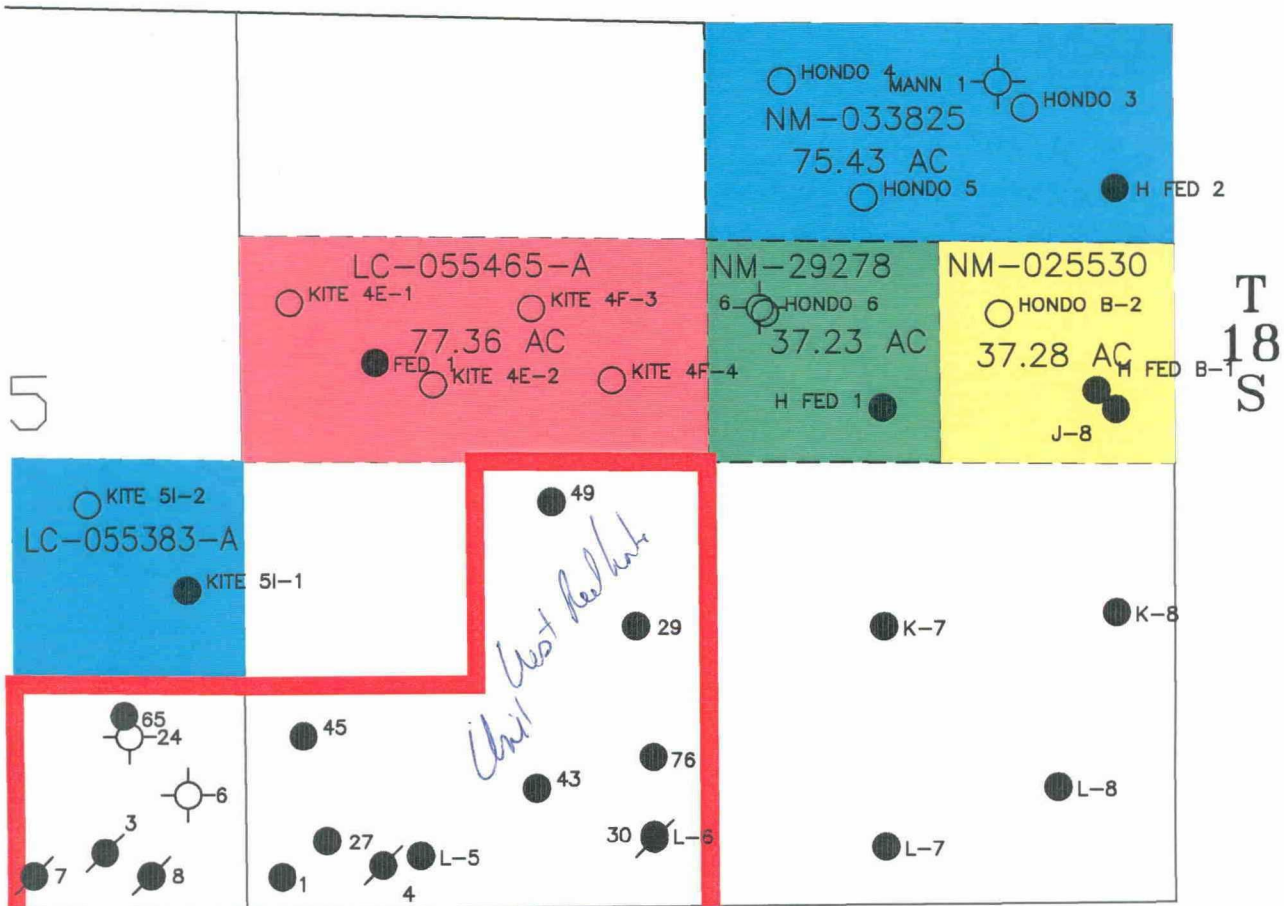 HONDO 4
MANN 1
HONDO 3
NM-033825
75.43 AC
HONDO 5
H FED 2
LC-055465-A
KITE 4E-1
KITE 4F-3
77.36 AC
FED 1
KITE 4E-2
KITE 4F-4
NM-29278
6
HONDO 6
37.23 AC
H FED 1
NM-025530
HONDO B-2
37.28 AC
H FED B-1
J-8
T
18
S
5
KITE 5I-2
LC-055383-A
KITE 5I-1
49
29
West Red Lake
Unit
K-7
K-8
65
24
6
3
7
8
45
76
43
27
L-5
1
4
30
L-6
L-8
L-7